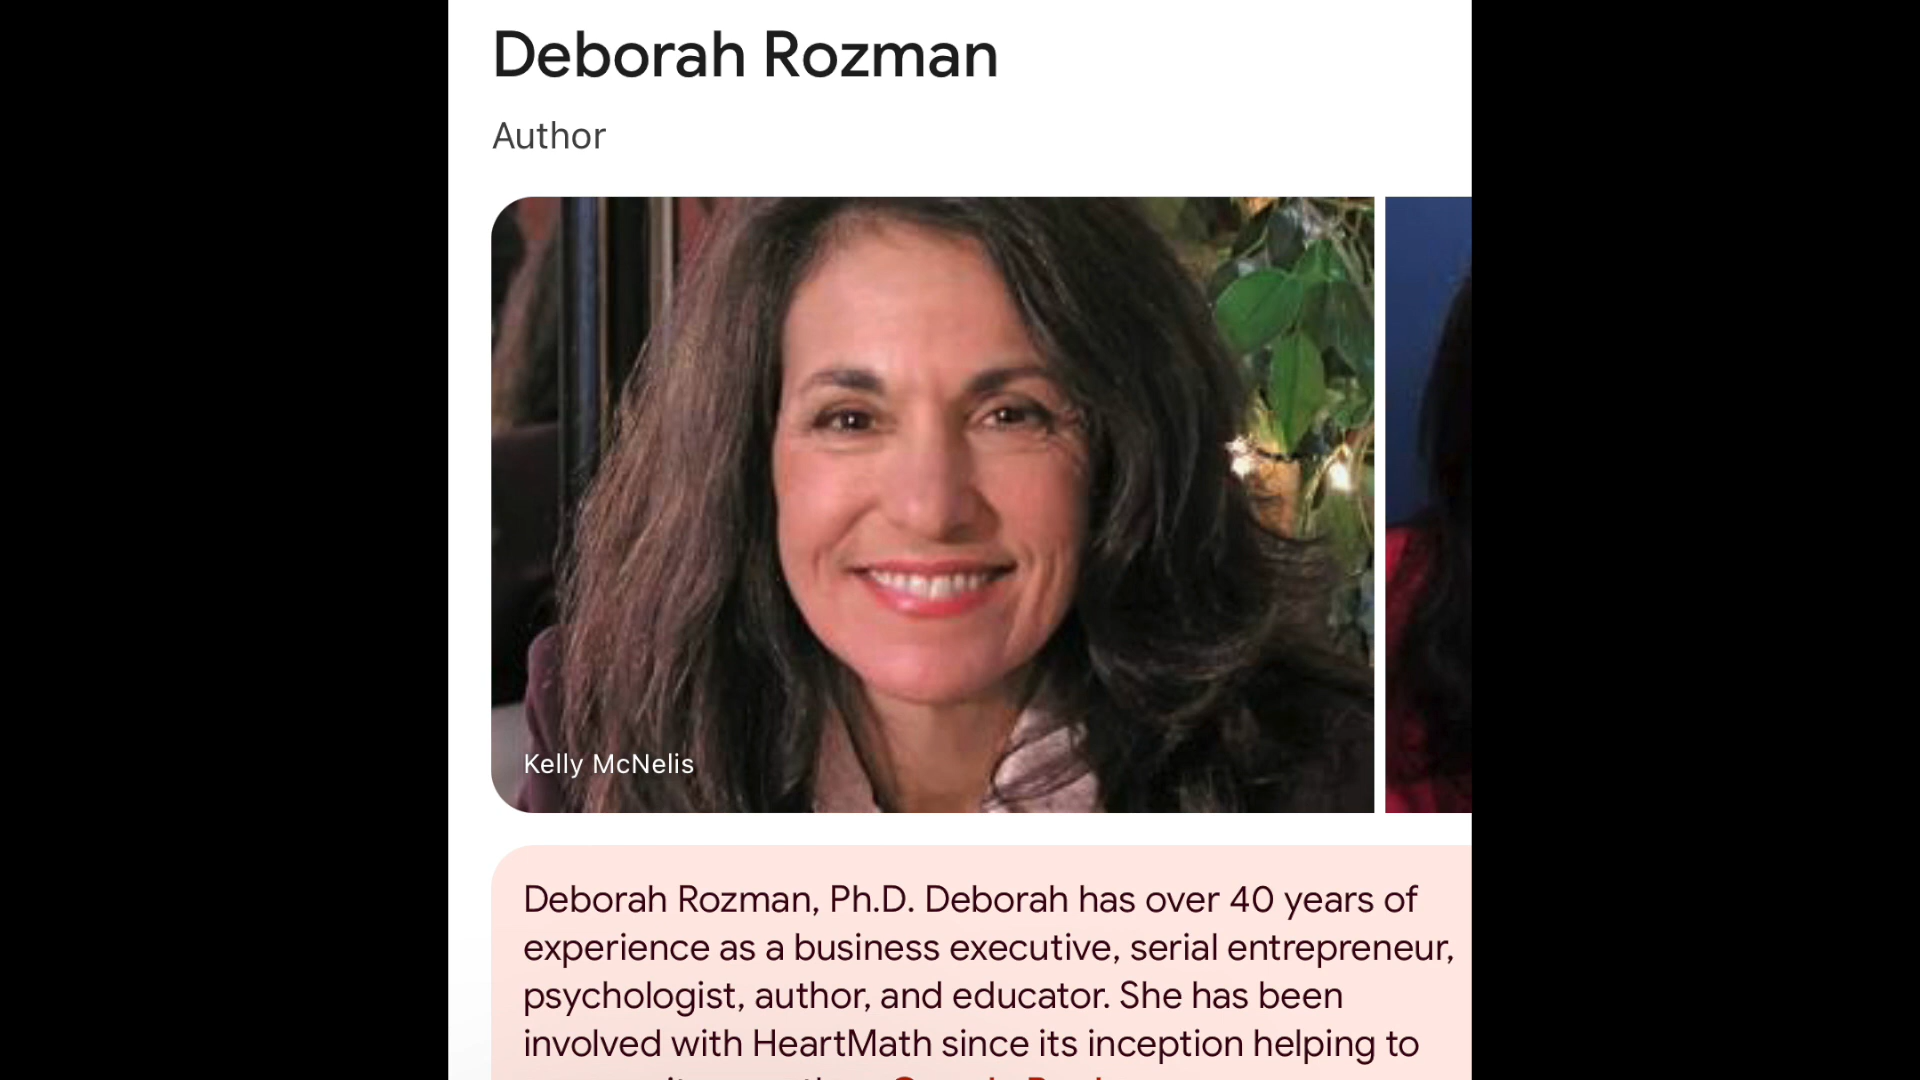 Deborah Rozman
Author
Kelly McNelis
Deborah Rozman, Ph.D. Deborah has over 40 years of
experience as a business executive, serial entrepreneur,
psychologist, author, and educator. She has been
involved with HeartMath since its inception helping to